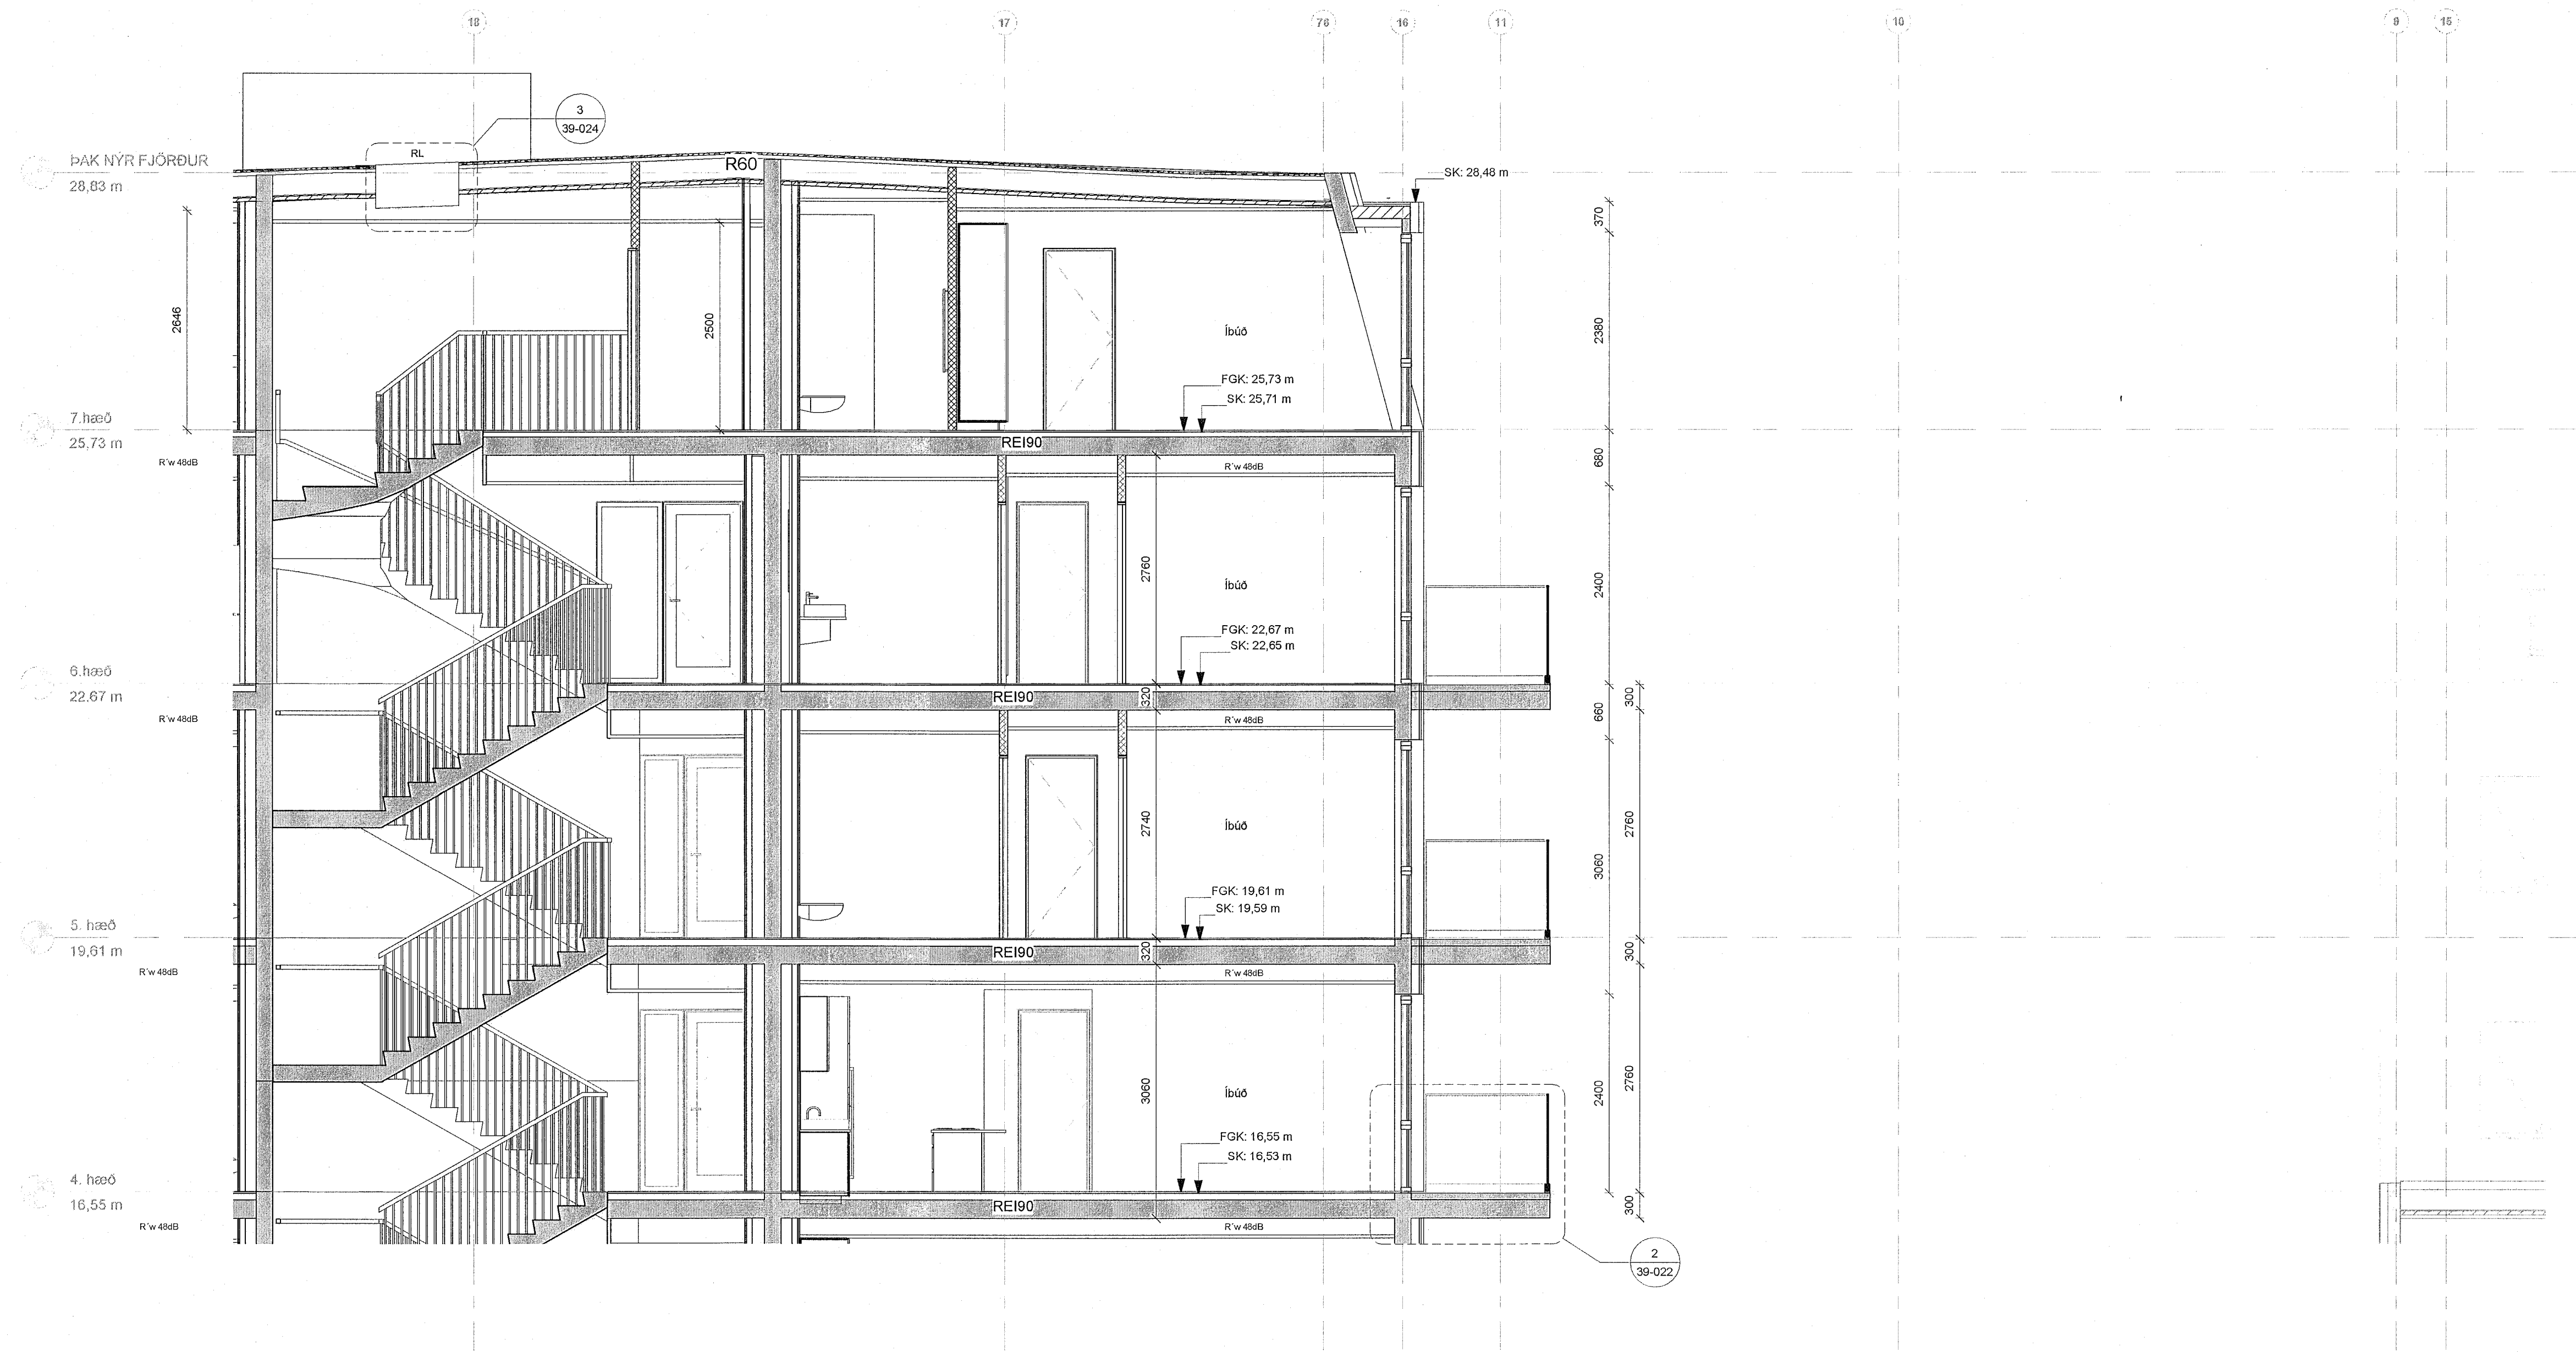 18
17
76
16
11
10
9
15
3
39-024
RL
ÞAK NÝR FJÖRÐUR
28,83 m
R60
SK: 28,48 m
370
2646
2500
2380
Íbúð
FGK: 25,73 m
SK: 25,71 m
7.hæð
25,73 m
REI90
R´w 48dB
R´w 48dB
680
2760
2400
Íbúð
FGK: 22,67 m
SK: 22,65 m
6.hæð
22.67 m
REI90
320
300
660
R´w 48dB
R´w 48dB
2740
2760
Íbúð
3060
FGK: 19,61 m
SK: 19,59 m
5. hæð
19,61 m
REI90
320
300
R´w 48dB
R´w 48dB
3060
2760
2400
Íbúð
FGK: 16,55 m
SK: 16,53 m
4. hæð
16,55 m
REI90
300
R´w 48dB
R´w 48dB
2
39-022